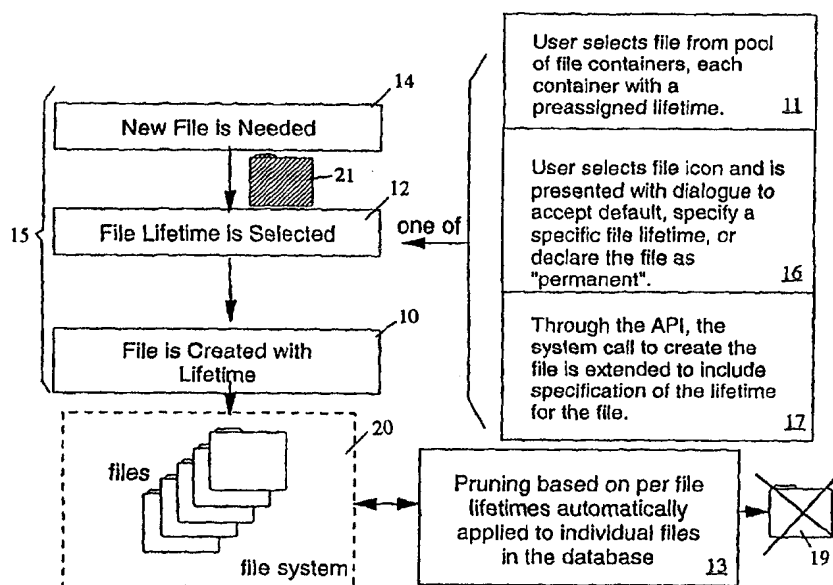 14
New File is Needed
21
12
15
File Lifetime is Selected
10
File is Created with
Lifetime
one of
User selects file from pool
of file containers, each
container with a
preassigned lifetime.
11
User selects file icon and is
presented with dialogue to
accept default, specify a
specific file lifetime, or
declare the file as
"permanent".
16
Through the API, the
system call to create the
file is extended to include
specification of the lifetime
for the file.
17
20
files
file system
Pruning based on per file
lifetimes automatically
applied to individual files
in the database
13
19